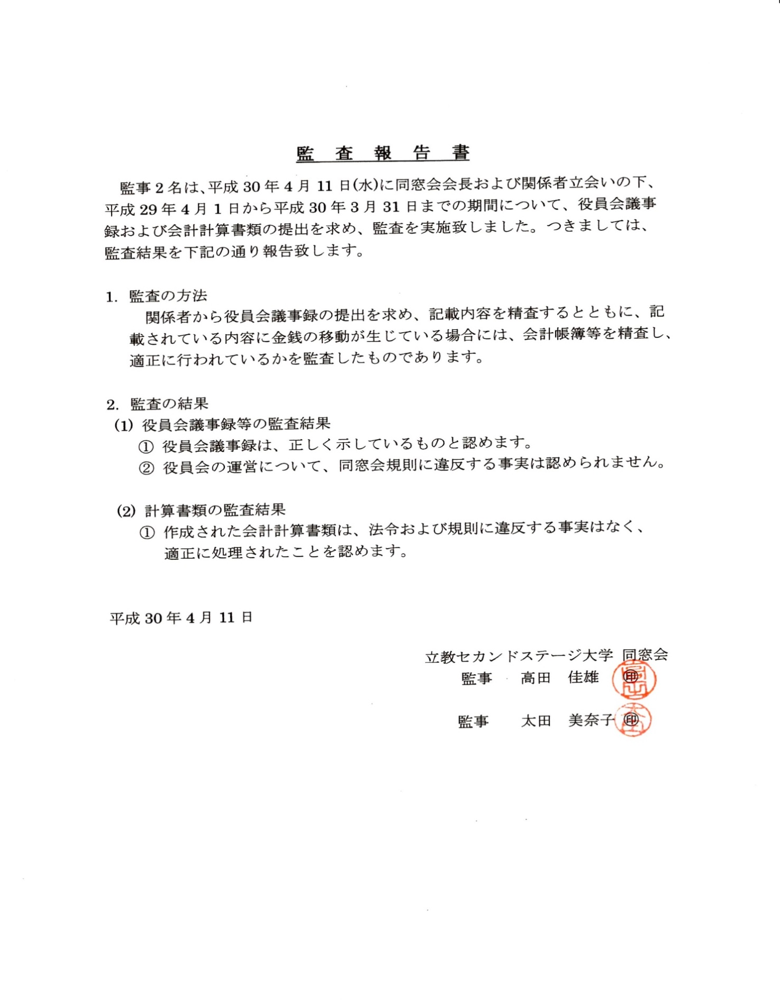 監　査　報　告　書
監事2名は、平成30年4月11日(水)に同窓会会長および関係者立会いの下、
平成29年4月1日から平成30年3月31日までの期間について、役員会議事
録および会計計算書類の提出を求め、監査を実施致しました。つきましては、
監査結果を下記の通り報告致します。
1. 監査の方法
関係者から役員会議事録の提出を求め、記載内容を精査するとともに、記
載されている内容に金銭の移動が生じている場合には、会計帳簿等を精査し、
適正に行われているかを監査したものであります。
2. 監査の結果
(1) 役員会議事録等の監査結果
① 役員会議事録は、正しく示しているものと認めます。
② 役員会の運営について、同窓会規則に違反する事実は認められません。
(2) 計算書類の監査結果
① 作成された会計計算書類は、法令および規則に違反する事実はなく、
適正に処理されたことを認めます。
平成30年4月11日
立教セカンドステージ大学 同窓会
監事　高田　佳雄　㊞
監事　太田　美奈子 ㊞